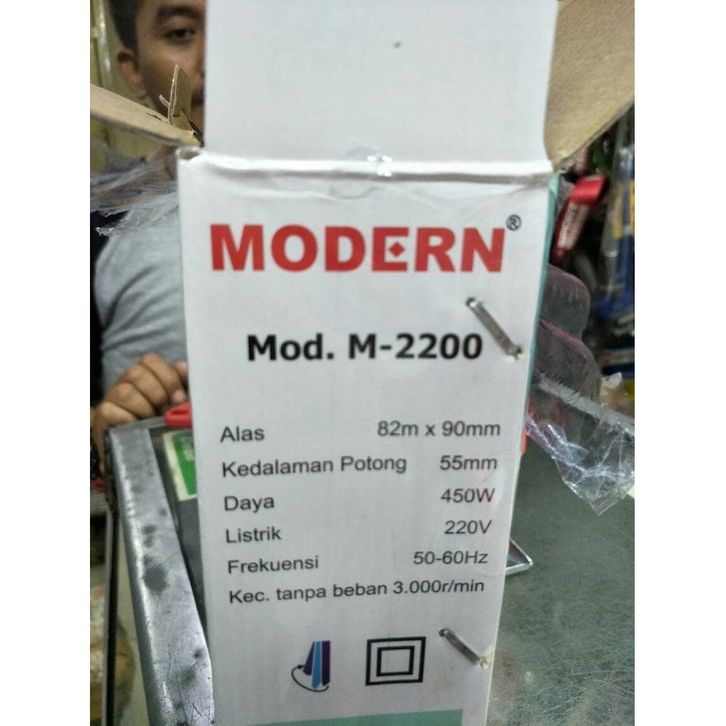 MODERN®
Mod. M-2200
Alas 82m x 90mm
Kedalaman Potong 55mm
Daya 450W
Listrik 220V
Frekuensi 50-60Hz
Kec. tanpa beban 3.000r/min